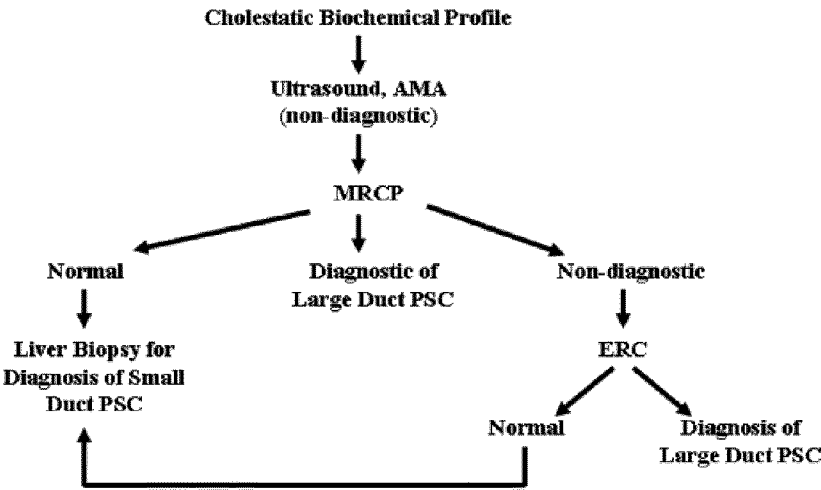 Cholestatic Biochemical Profile
Ultrasound, AMA
(non-diagnostic)
MRCP
Normal
Diagnostic of
Large Duct PSC
Non-diagnostic
Liver Biopsy for
Diagnosis of Small
Duct PSC
ERC
Normal
Diagnosis of
Large Duct PSC